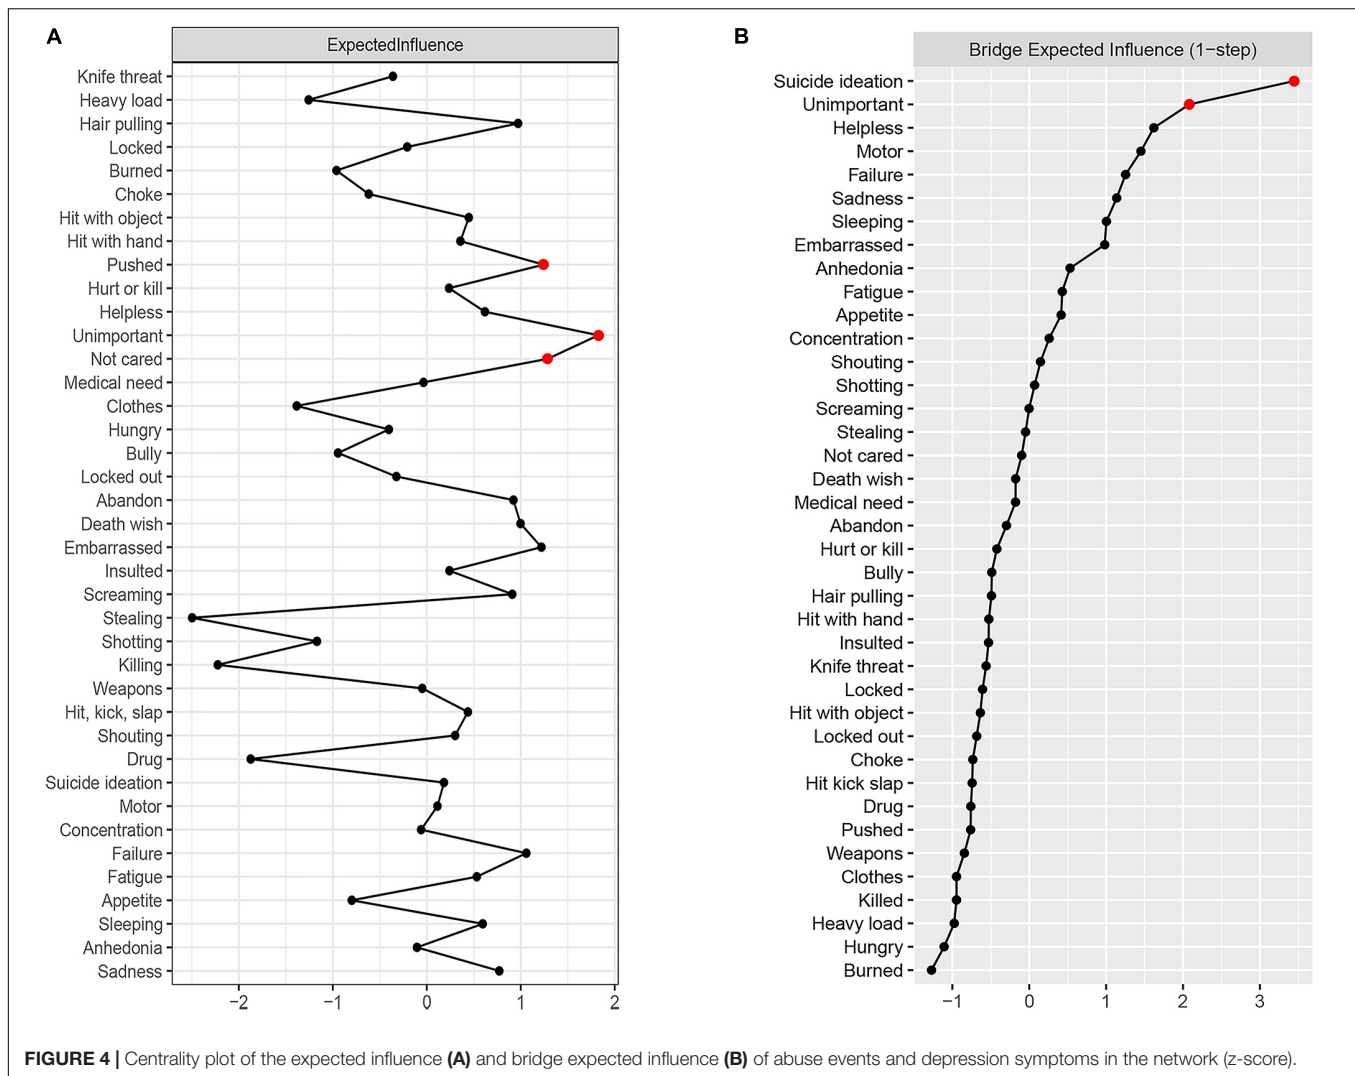 A
ExpectedInfluence
Knife threat
Heavy load
Hair pulling
Locked
Burned
Choke
Hit with object
Hit with hand
Pushed
Hurt or kill
Helpless
Unimportant
Not cared
Medical need
Clothes
Hungry
Bully
Locked out
Abandon
Death wish
Embarrassed
Insulted
Screaming
Stealing
Shotting
Killing
Weapons
Hit, kick, slap
Shouting
Drug
Suicide ideation
Motor
Concentration
Failure
Fatigue
Appetite
Sleeping
Anhedonia
Sadness
−2 −1 0 1 2
B
Bridge Expected Influence (1−step)
Suicide ideation
Unimportant
Helpless
Motor
Failure
Sadness
Sleeping
Embarrassed
Anhedonia
Fatigue
Appetite
Concentration
Shouting
Shotting
Screaming
Stealing
Not cared
Death wish
Medical need
Abandon
Hurt or kill
Bully
Hair pulling
Hit with hand
Insulted
Knife threat
Locked
Hit with object
Locked out
Choke
Hit kick slap
Drug
Pushed
Weapons
Clothes
Killed
Heavy load
Hungry
Burned
−1 0 1 2 3
FIGURE 4 | Centrality plot of the expected influence (A) and bridge expected influence (B) of abuse events and depression symptoms in the network (z-score).